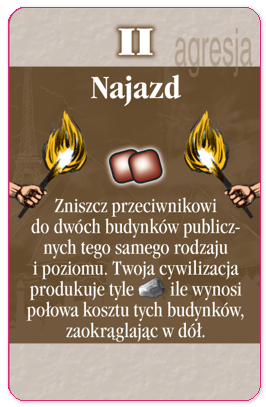 II
agresja
Najazd
Zniszcz przeciwnikowi
do dwóch budynków publicz-
nych tego samego rodzaju
i poziomu. Twoja cywilizacja
produkuje tyle ile wynosi
połowa kosztu tych budynków,
zaokrąglając w dół.